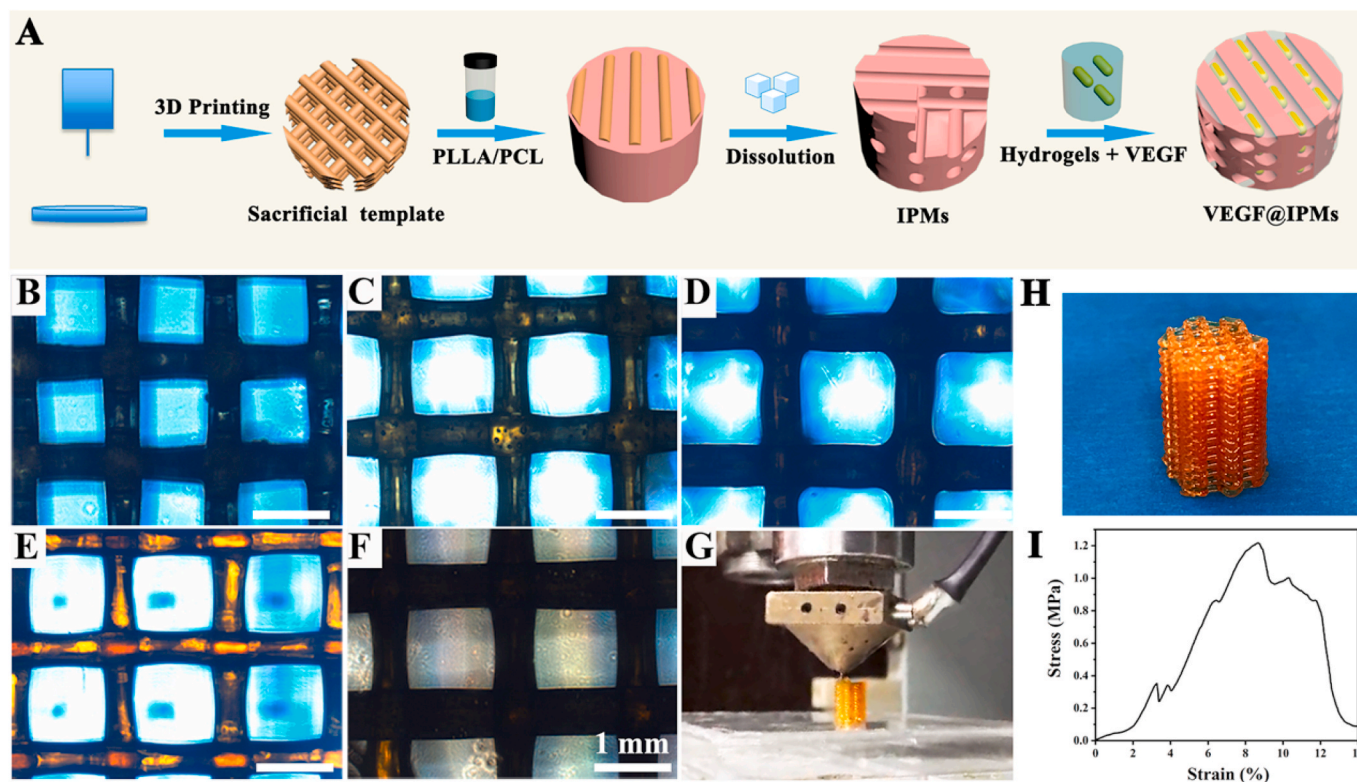 A
3D Printing
Sacrificial template
PLLA/PCL
Dissolution
IPMs
Hydrogels + VEGF
VEGF@IPMs
B
C
D
H
E
F
1 mm
G
I
Stress (MPa)
1.2
1.0
0.8
0.6
0.4
0.2
0.0
0 2 4 6 8 10 12
Strain (%)